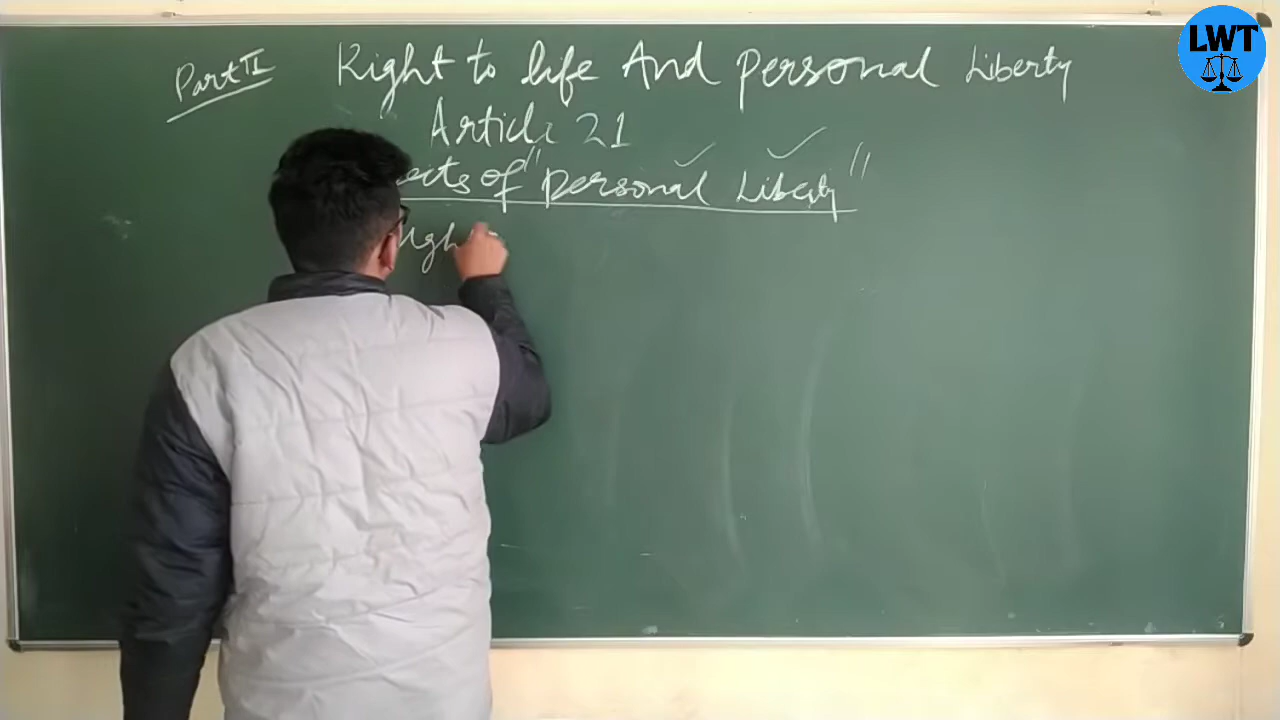 Part II Right to life And personal Liberty
Article 21
of "personal Liberty"
LWT